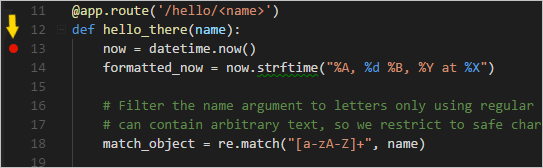 11 @app.route('/hello/<name>')
12 def hello_there(name):
13     now = datetime.now()
14     formatted_now = now.strftime("%A, %d %B, %Y at %X")
15
16     # Filter the name argument to letters only using regular
17     # can contain arbitrary text, so we restrict to safe char
18     match_object = re.match("[a-zA-Z]+", name)